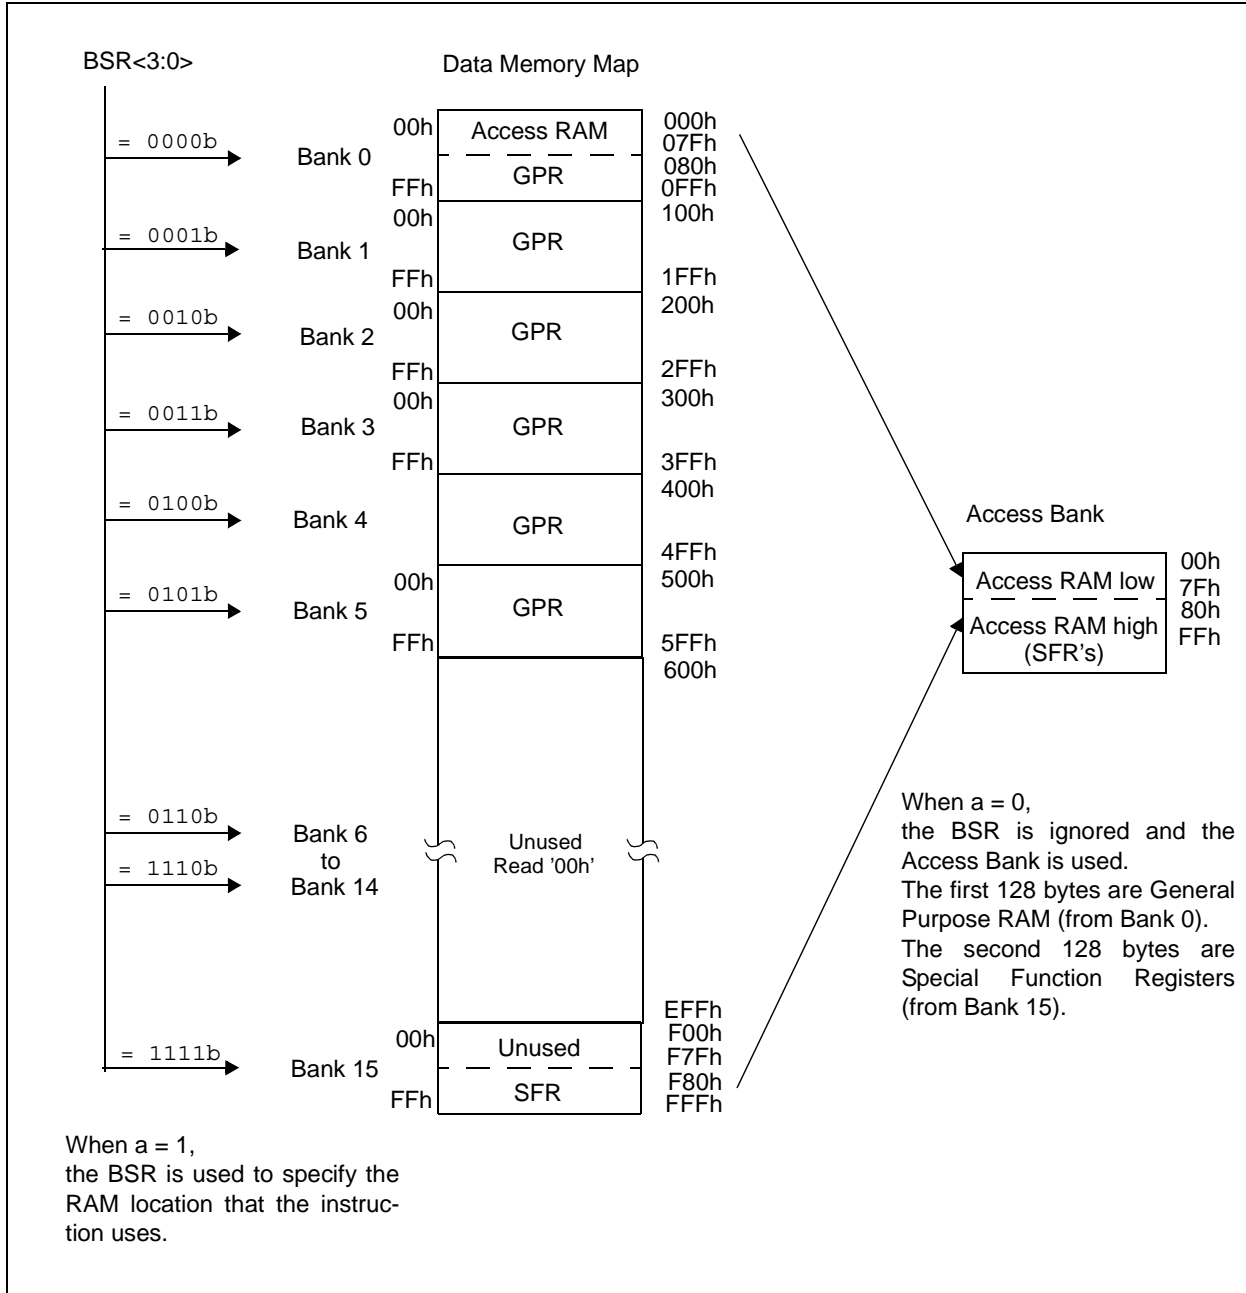 BSR<3:0>
Data Memory Map
= 0000b
Bank 0
00h
Access RAM
000h
07Fh
080h
FFh
GPR
0FFh
= 0001b
Bank 1
00h
GPR
100h
FFh
1FFh
= 0010b
Bank 2
00h
GPR
200h
FFh
2FFh
= 0011b
Bank 3
00h
GPR
300h
FFh
3FFh
= 0100b
Bank 4
GPR
400h
4FFh
= 0101b
Bank 5
00h
GPR
500h
FFh
5FFh
600h
= 0110b
= 1110b
Bank 6
to
Bank 14
Unused
Read '00h'
EFFh
= 1111b
Bank 15
00h
Unused
F00h
F7Fh
F80h
FFh
SFR
FFFh
Access Bank
Access RAM low
00h
7Fh
80h
Access RAM high
(SFR's)
FFh
When a = 0,
the BSR is ignored and the
Access Bank is used.
The first 128 bytes are General
Purpose RAM (from Bank 0).
The second 128 bytes are
Special Function Registers
(from Bank 15).
When a = 1,
the BSR is used to specify the
RAM location that the instruc-
tion uses.